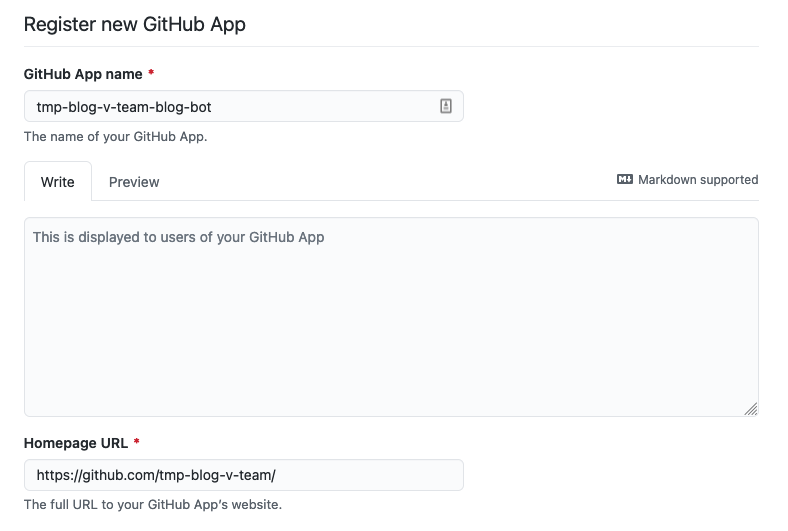 Register new GitHub App
GitHub App name *
tmp-blog-v-team-blog-bot
The name of your GitHub App.
Write Preview Markdown supported
This is displayed to users of your GitHub App
Homepage URL *
https://github.com/tmp-blog-v-team/
The full URL to your GitHub App’s website.